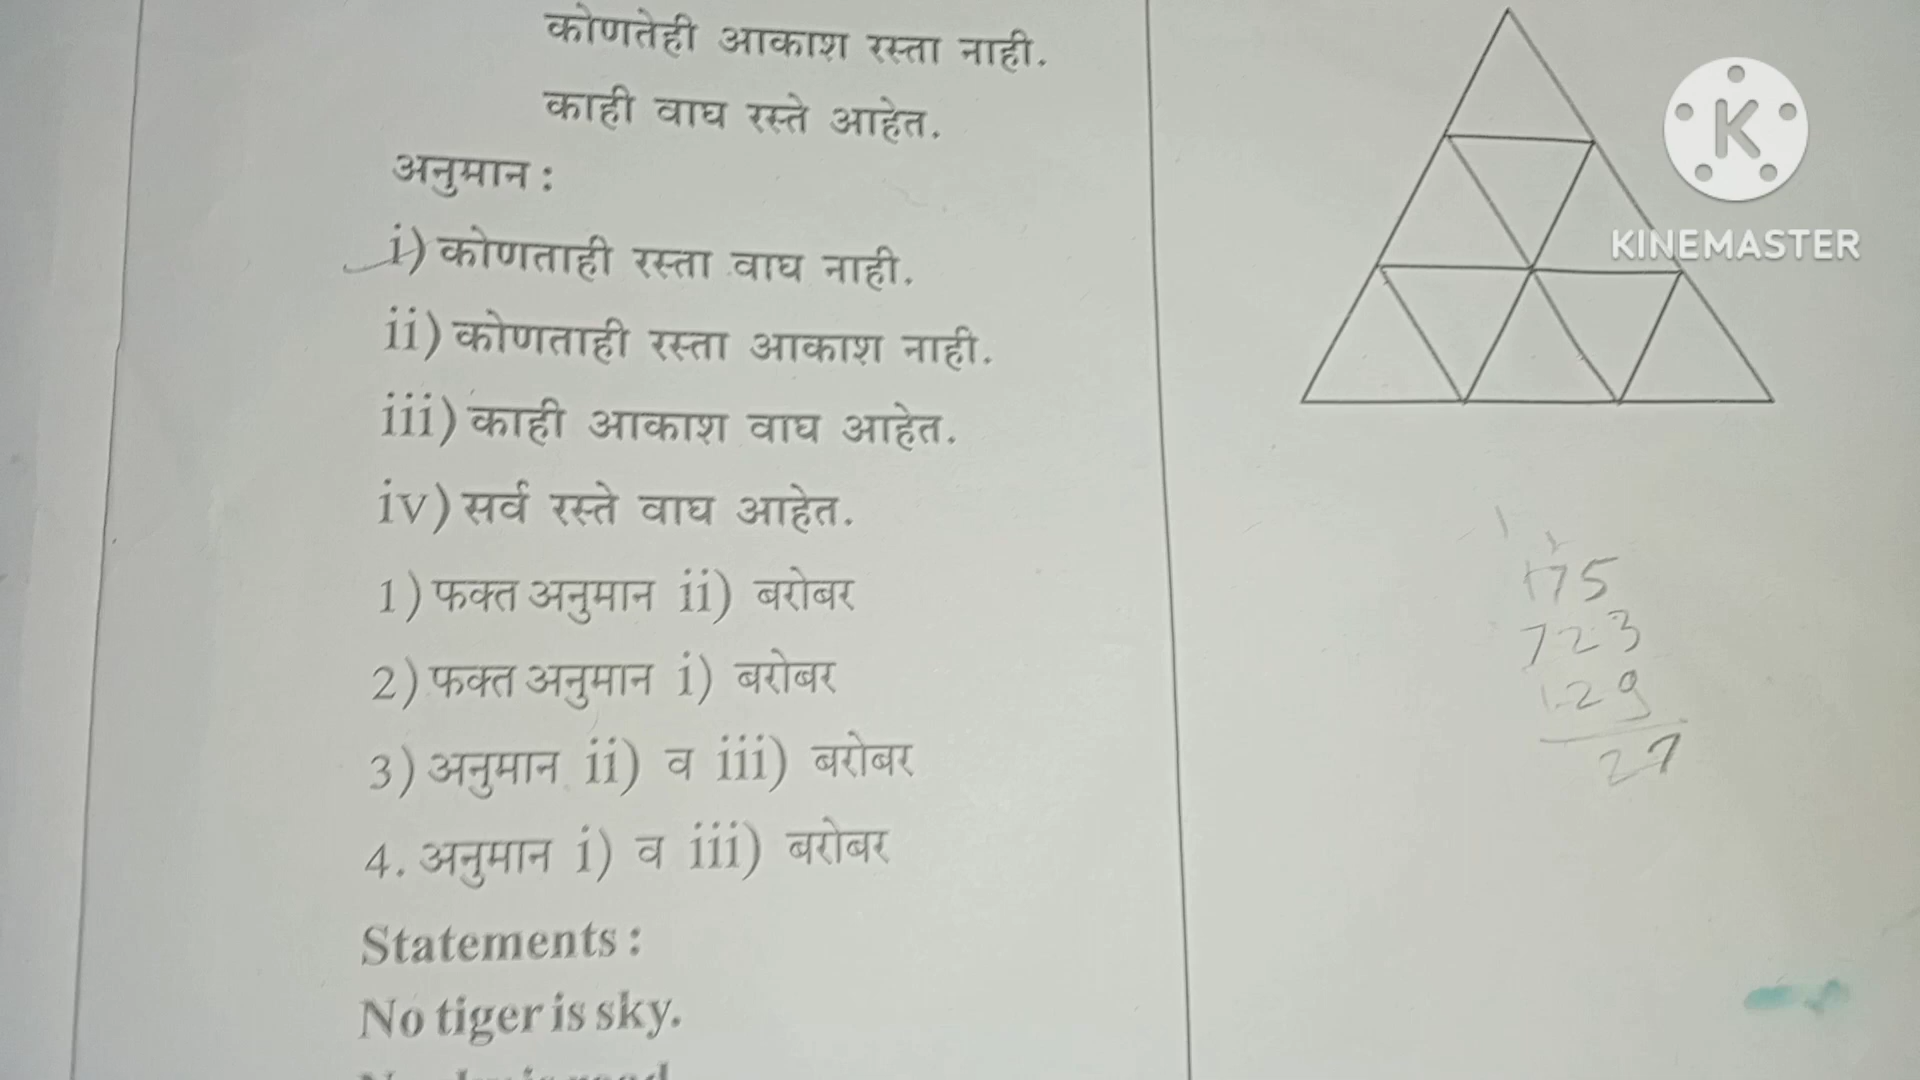 कोणतेही आकाश रस्ता नाही.
काही वाघ रस्ते आहेत.
अनुमान :
i) कोणताही रस्ता वाघ नाही.
ii) कोणताही रस्ता आकाश नाही.
iii) काही आकाश वाघ आहेत.
iv) सर्व रस्ते वाघ आहेत.
1) फक्त अनुमान ii) बरोबर
2) फक्त अनुमान i) बरोबर
3) अनुमान ii) व iii) बरोबर
4. अनुमान i) व iii) बरोबर
Statements :
No tiger is sky.
K
KINEMASTER
175
723
129
27